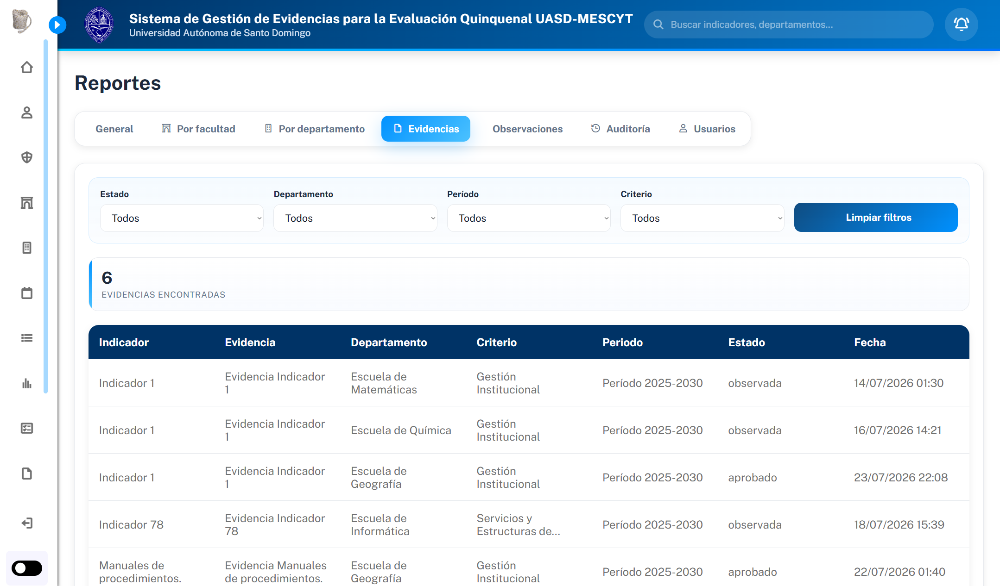 Sistema de Gestión de Evidencias para la Evaluación Quinquenal UASD-MESCYT
Universidad Autónoma de Santo Domingo
Buscar indicadores, departamentos...
Reportes
General
Por facultad
Por departamento
Evidencias
Observaciones
Auditoría
Usuarios
Estado
Departamento
Período
Criterio
Todos
Todos
Todos
Todos
Limpiar filtros
6
EVIDENCIAS ENCONTRADAS
Indicador Evidencia Departamento Criterio Periodo Estado Fecha
Indicador 1
Evidencia Indicador
1
Escuela de
Matemáticas
Gestión
Institucional
Período 2025-2030
observada
14/07/2026 01:30
Indicador 1
Evidencia Indicador
1
Escuela de Química
Gestión
Institucional
Período 2025-2030
observada
16/07/2026 14:21
Indicador 1
Evidencia Indicador
1
Escuela de
Geografía
Gestión
Institucional
Período 2025-2030
aprobado
23/07/2026 22:08
Indicador 78
Evidencia Indicador
78
Escuela de
Informática
Servicios y
Estructuras de...
Período 2025-2030
observada
18/07/2026 15:39
Manuales de
procedimientos.
Evidencia Manuales
de procedimientos.
Escuela de
Geografía
Gestión
Institucional
Período 2025-2030
aprobado
22/07/2026 01:40